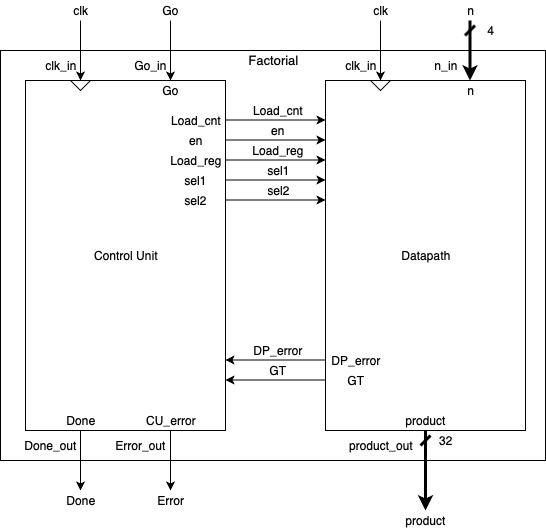 clk Go clk n
4
Factorial
clk_in Go_in clk_in n_in
Go n
Load_cnt Load_cnt
en en
Load_reg Load_reg
sel1 sel1
sel2 sel2
Control Unit Datapath
DP_error DP_error
GT GT
Done CU_error product
Done_out Error_out product_out 32
Done Error product